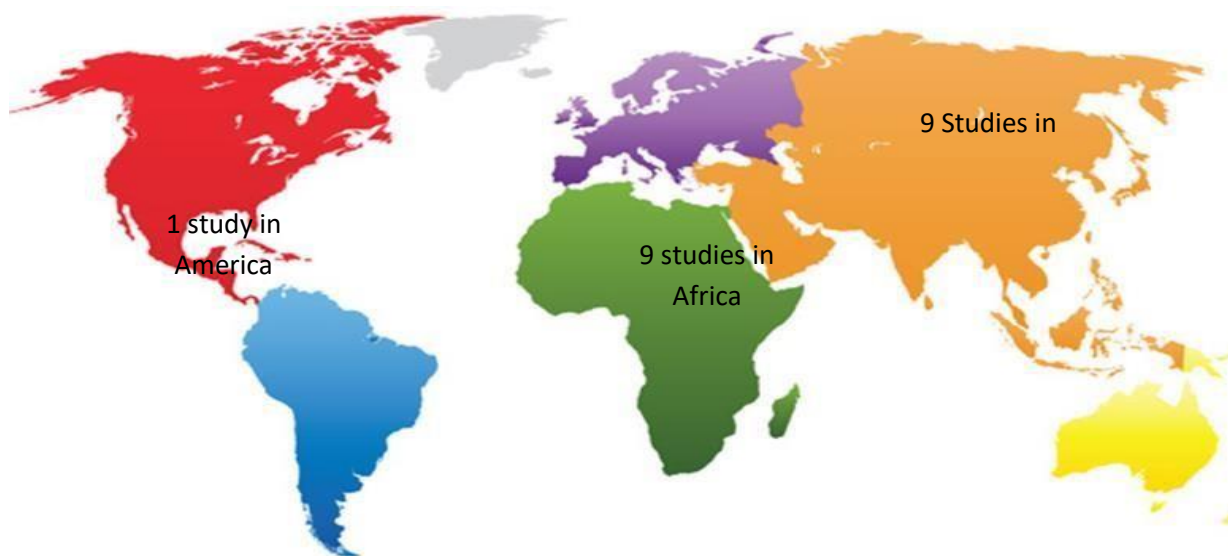 9 Studies in
1 study in
America
9 studies in
Africa